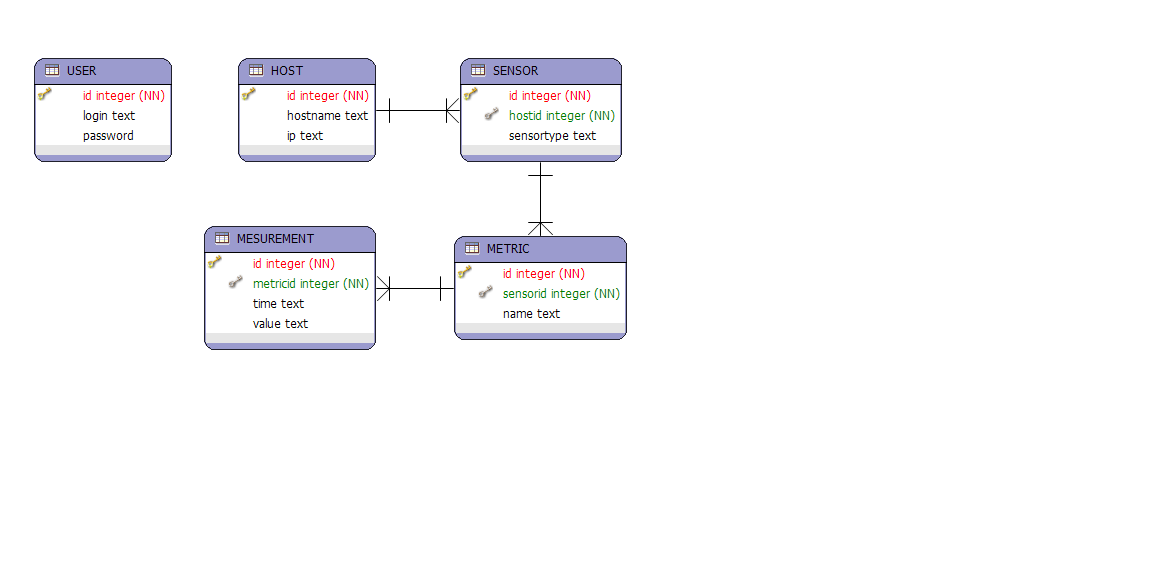 USER
id integer (NN)
login text
password
HOST
id integer (NN)
hostname text
ip text
SENSOR
id integer (NN)
hostid integer (NN)
sensortype text
MESUREMENT
id integer (NN)
metricid integer (NN)
time text
value text
METRIC
id integer (NN)
sensorid integer (NN)
name text